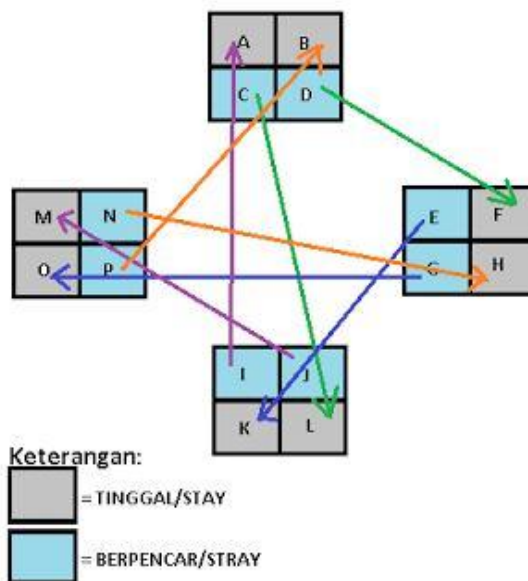 A B
C D
M N
O P
E F
G H
I J
K L
Keterangan:
= TINGGAL/STAY
= BERPENCAR/STRAY